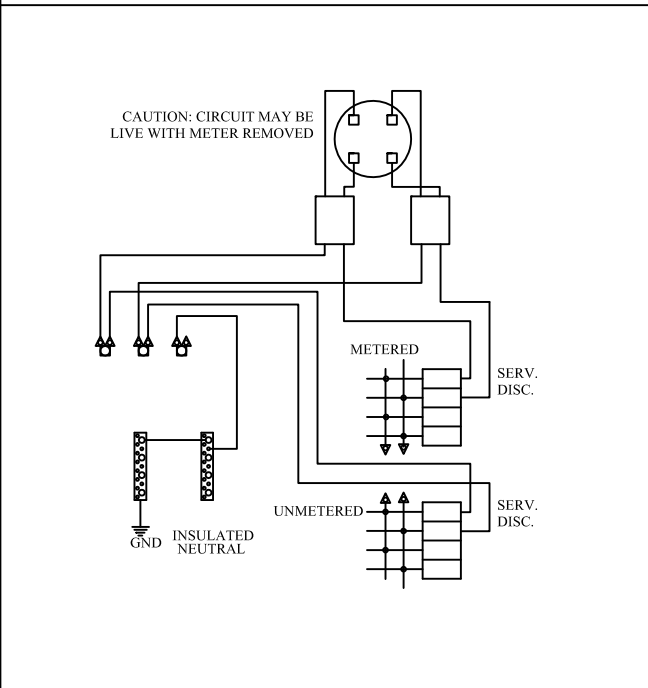 CAUTION: CIRCUIT MAY BE
LIVE WITH METER REMOVED
METERED
SERV.
DISC.
UNMETERED
SERV.
DISC.
GND
INSULATED
NEUTRAL